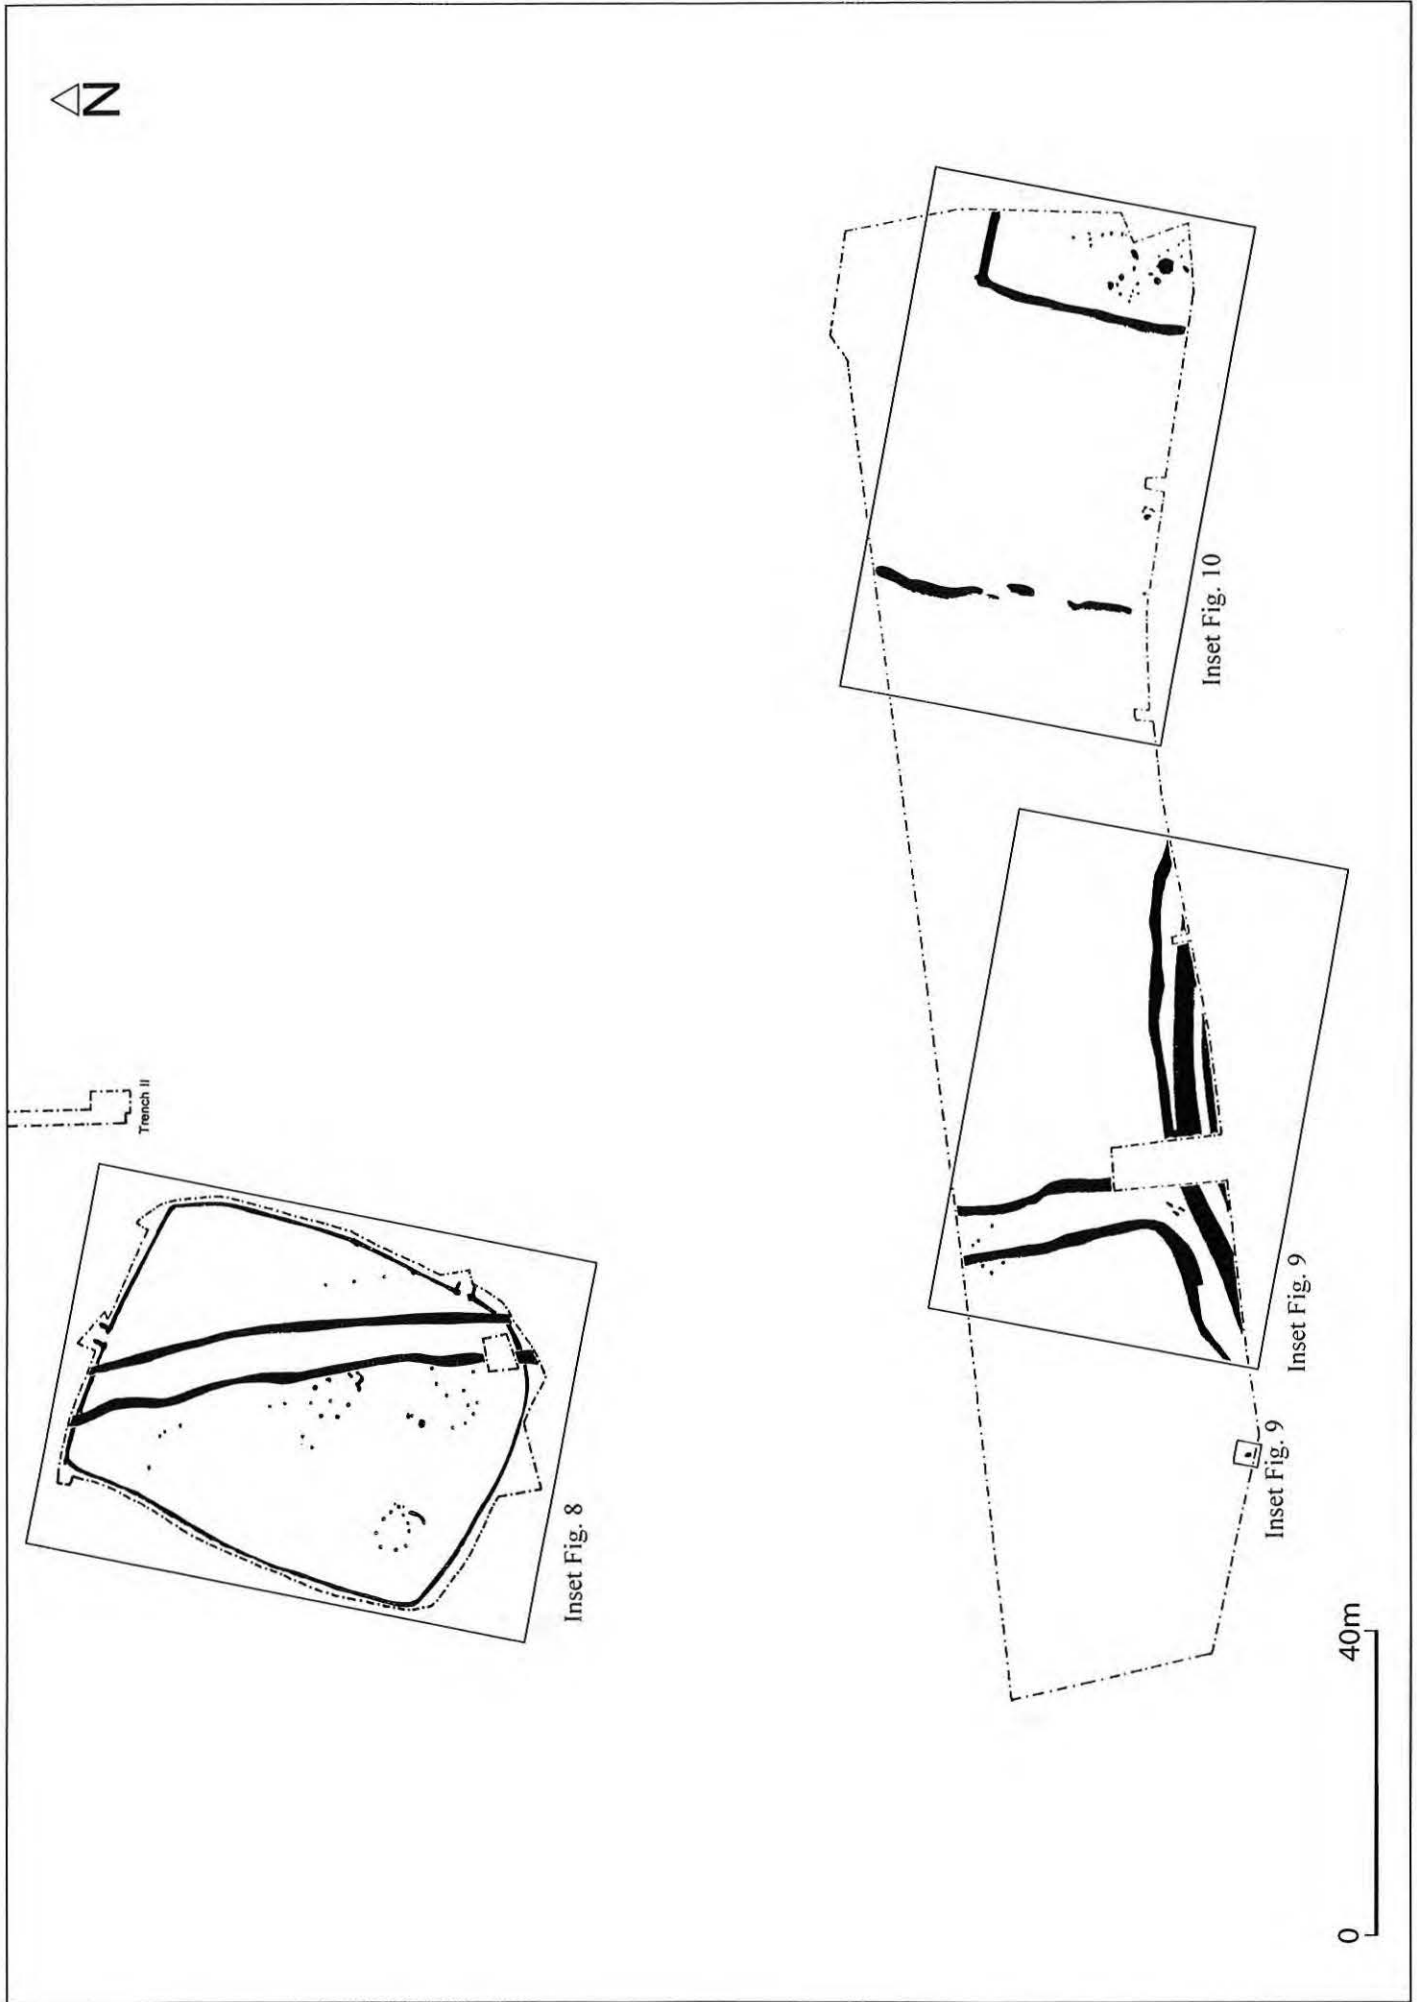 N
Trench II
Inset Fig. 8
Inset Fig. 10
Inset Fig. 9
Inset Fig. 9
0
40m